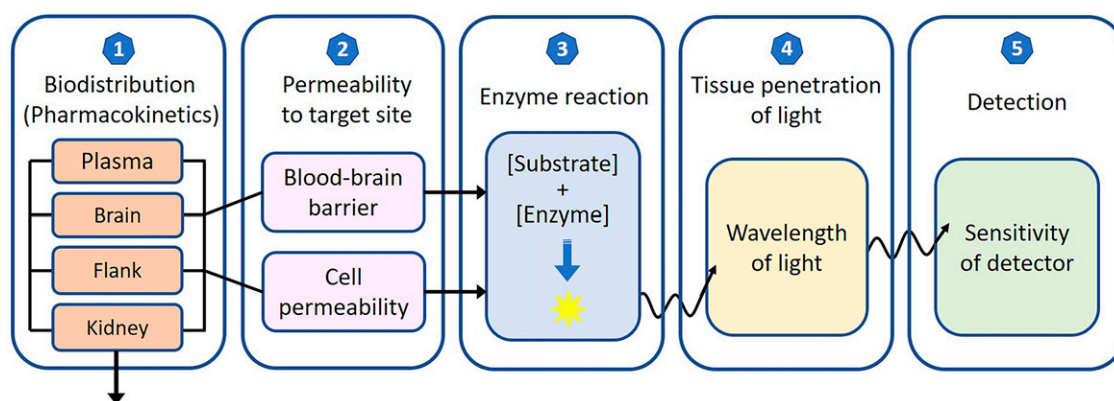 1
Biodistribution
(Pharmacokinetics)
Plasma
Brain
Flank
Kidney
2
Permeability
to target site
Blood-brain
barrier
Cell
permeability
3
Enzyme reaction
[Substrate]
+
[Enzyme]
4
Tissue penetration
of light
Wavelength
of light
5
Detection
Sensitivity
of detector